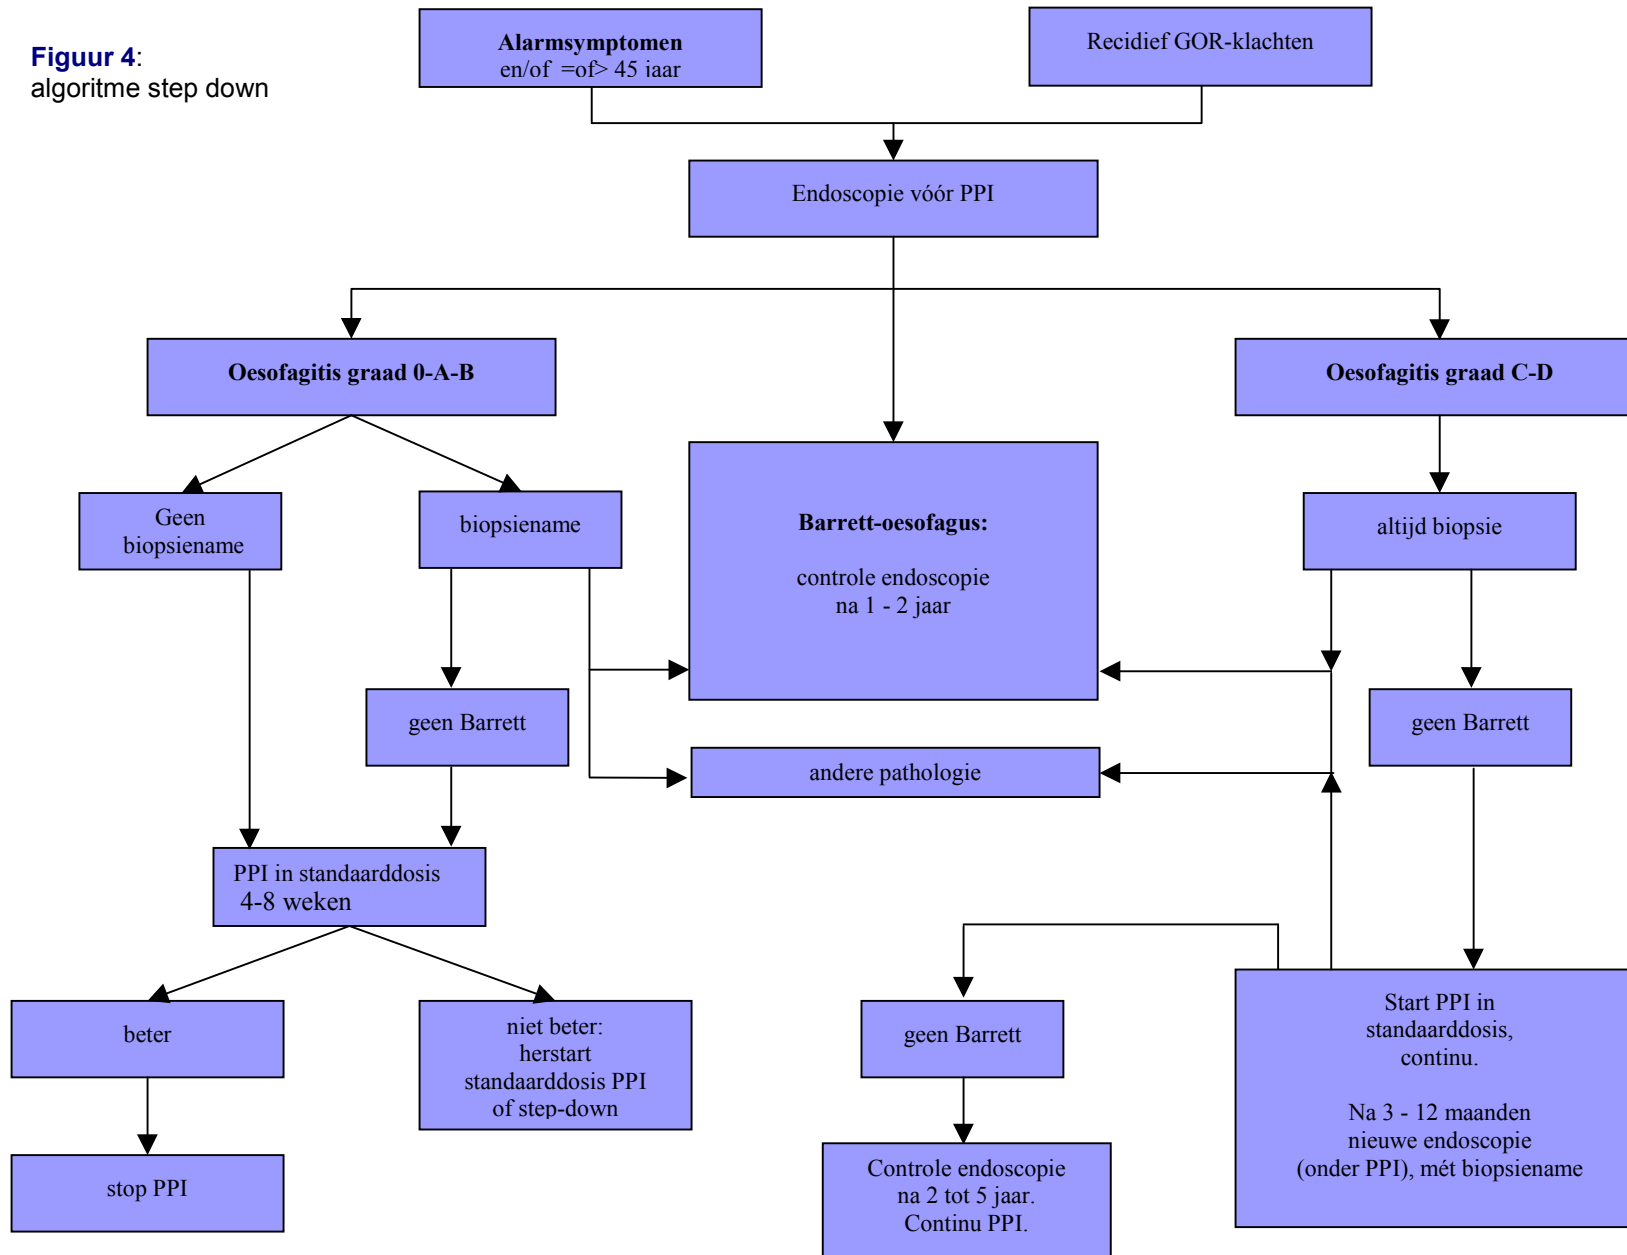 Figuur 4:
algoritme step down
Alarmsymptomen
en/of =of> 45 jaar
Recidief GOR-klachten
Endoscopie vóór PPI
Oesofagitis graad 0-A-B
Oesofagitis graad C-D
Geen
biopsiename
biopsiename
Barrett-oesofagus:
controle endoscopie
na 1 - 2 jaar
altijd biopsie
geen Barrett
geen Barrett
andere pathologie
PPI in standaarddosis
4-8 weken
beter
niet beter:
herstart
standaarddosis PPI
of step-down
geen Barrett
Start PPI in
standaarddosis,
continu.
Na 3 - 12 maanden
nieuwe endoscopie
(onder PPI), mét biopsiename
stop PPI
Controle endoscopie
na 2 tot 5 jaar.
Continu PPI.